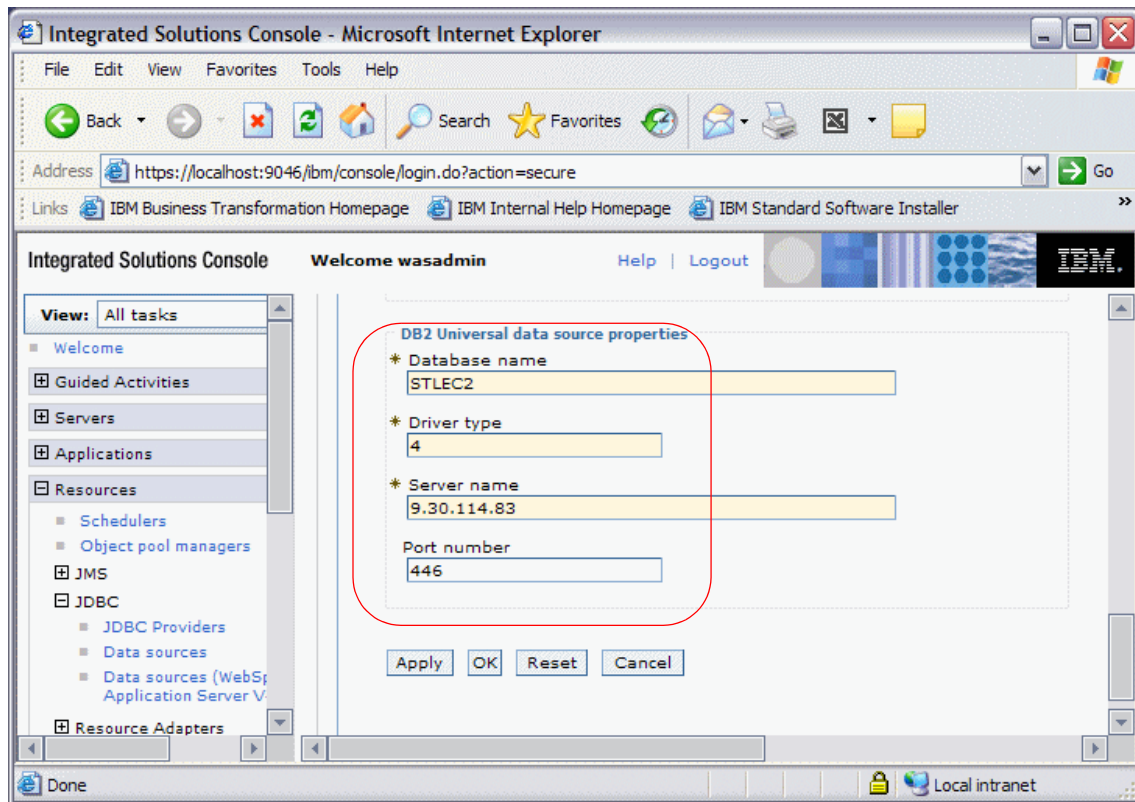 Integrated Solutions Console - Microsoft Internet Explorer
File Edit View Favorites Tools Help
Back Search Favorites
Address https://localhost:9046/ibm/console/login.do?action=secure Go
Links IBM Business Transformation Homepage IBM Internal Help Homepage IBM Standard Software Installer »
Integrated Solutions Console Welcome wasadmin Help | Logout IBM.
View: All tasks
Welcome
Guided Activities
Servers
Applications
Resources
Schedulers
Object pool managers
JMS
JDBC
JDBC Providers
Data sources
Data sources (WebSp
Application Server V
Resource Adapters
DB2 Universal data source properties
* Database name
STLEC2
* Driver type
4
* Server name
9.30.114.83
Port number
446
Apply OK Reset Cancel
Done Local intranet